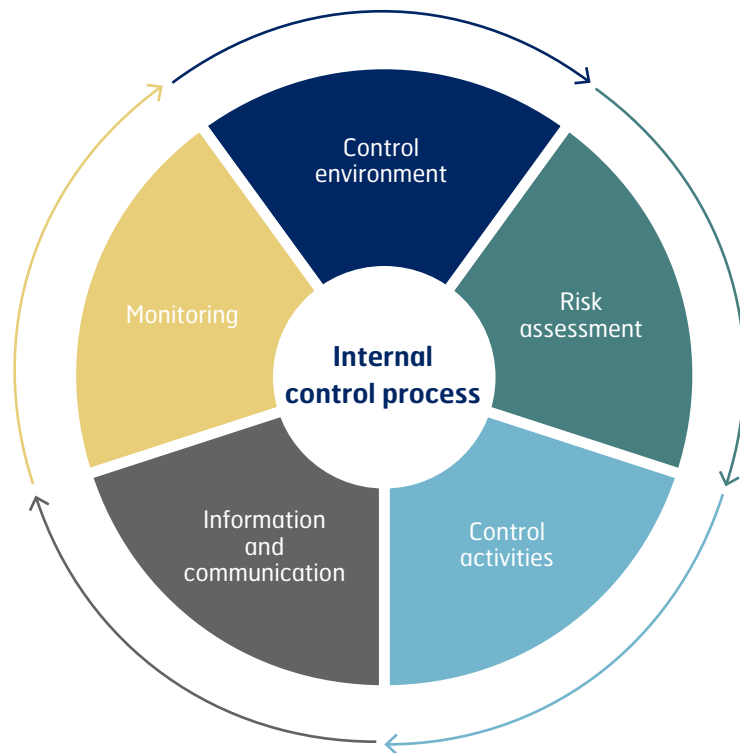 Control
environment
Risk
assessment
Control
activities
Information
and
communication
Monitoring
Internal
control process